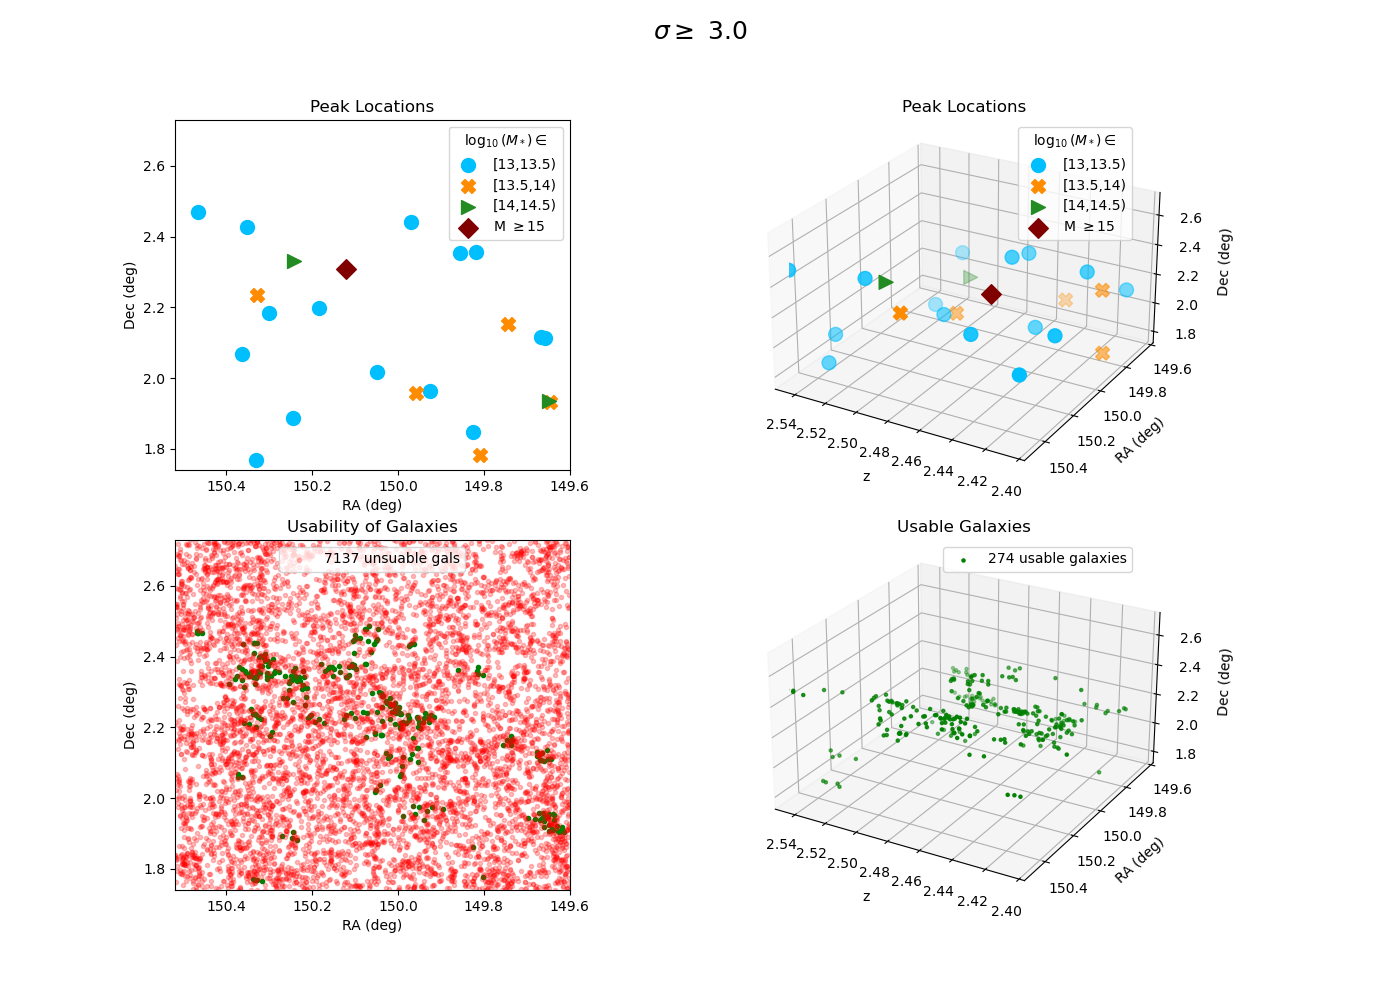 σ ≥ 3.0
Peak Locations
log₁₀(M*) ∈
[13,13.5)
[13.5,14)
[14,14.5)
M ≥15
2.6
2.4
2.2
2.0
1.8
Dec (deg)
150.4 150.2 150.0 149.8 149.6
RA (deg)
Peak Locations
log₁₀(M*) ∈
[13,13.5)
[13.5,14)
[14,14.5)
M ≥15
2.6
2.4
2.2
2.0
1.8
Dec (deg)
149.6
149.8
150.0
150.2
150.4
RA (deg)
2.54 2.52 2.50 2.48 2.46 2.44 2.42 2.40
z
Usability of Galaxies
7137 unsuable gals
2.6
2.4
2.2
2.0
1.8
Dec (deg)
150.4 150.2 150.0 149.8 149.6
RA (deg)
Usable Galaxies
274 usable galaxies
2.6
2.4
2.2
2.0
1.8
Dec (deg)
149.6
149.8
150.0
150.2
150.4
RA (deg)
2.54 2.52 2.50 2.48 2.46 2.44 2.42 2.40
z